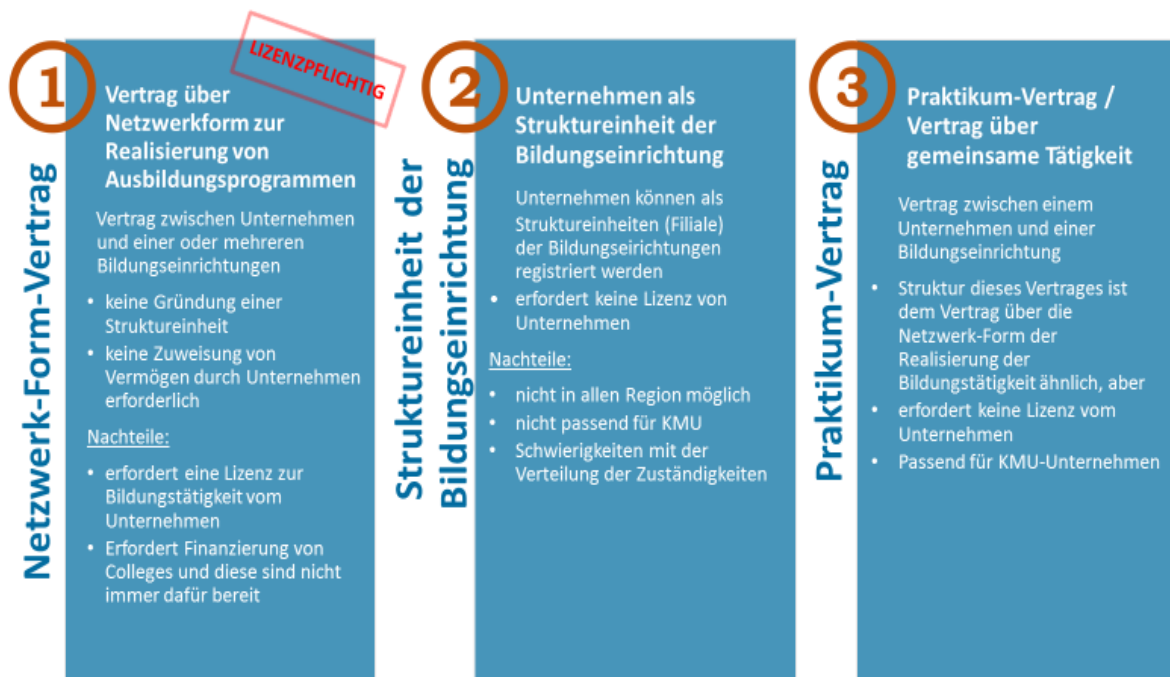 1
LIZENZPFLICHTIG
Netzwerk-Form-Vertrag
Vertrag über
Netzwerkform zur
Realisierung von
Ausbildungsprogrammen
Vertrag zwischen Unternehmen
und einer oder mehreren
Bildungseinrichtungen
• keine Gründung einer
Struktureinheit
• keine Zuweisung von
Vermögen durch Unternehmen
erforderlich
Nachteile:
• erfordert eine Lizenz zur
Bildungstätigkeit vom
Unternehmen
• Erfordert Finanzierung von
Colleges und diese sind nicht
immer dafür bereit
2
Struktureinheit der
Bildungseinrichtung
Unternehmen als
Struktureinheit der
Bildungseinrichtung
Unternehmen können als
Struktureinheiten (Filiale)
der Bildungseirichtungen
registriert werden
• erfordert keine Lizenz von
Unternehmen
Nachteile:
• nicht in allen Region möglich
• nicht passend für KMU
• Schwierigkeiten mit der
Verteilung der Zuständigkeiten
3
Praktikum-Vertrag
Praktikum-Vertrag /
Vertrag über
gemeinsame Tätigkeit
Vertrag zwischen einem
Unternehmen und einer
Bildungseinrichtung
• Struktur dieses Vertrages ist
dem Vertrag über die
Netzwerk-Form der
Realisierung der
Bildungstätigkeit ähnlich, aber
• erfordert keine Lizenz vom
Unternehmen
• Passend für KMU-Unternehmen